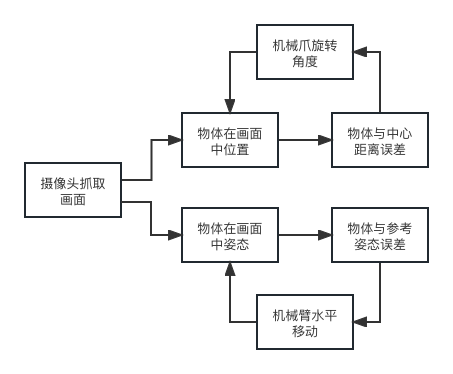 机械爪旋转
角度
物体在画面
中位置
物体与中心
距离误差
摄像头抓取
画面
物体在画面
中姿态
物体与参考
姿态误差
机械臂水平
移动